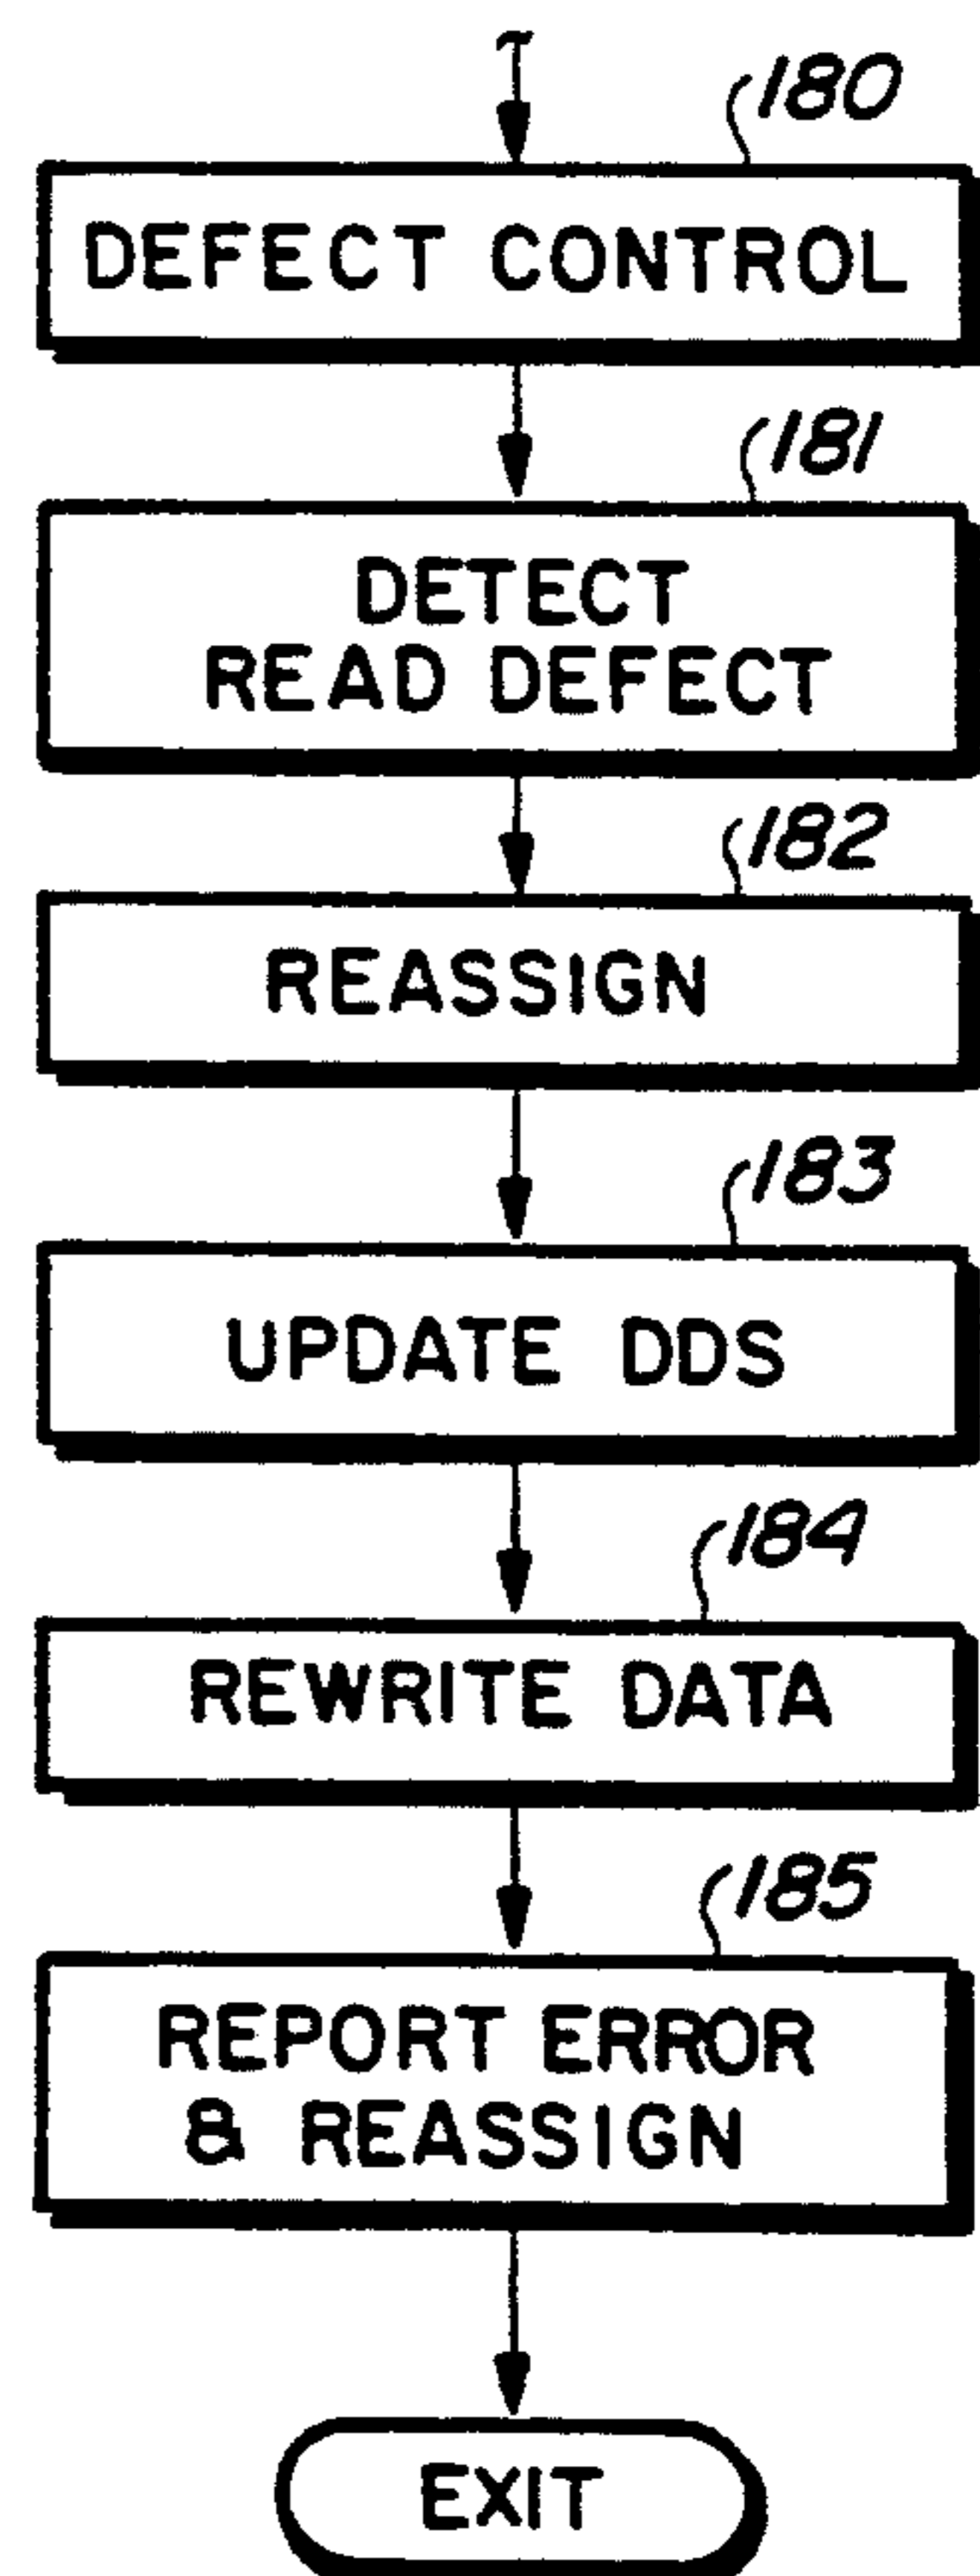 180
DEFECT CONTROL
181
DETECT
READ DEFECT
182
REASSIGN
183
UPDATE DDS
184
REWRITE DATA
185
REPORT ERROR
& REASSIGN
EXIT